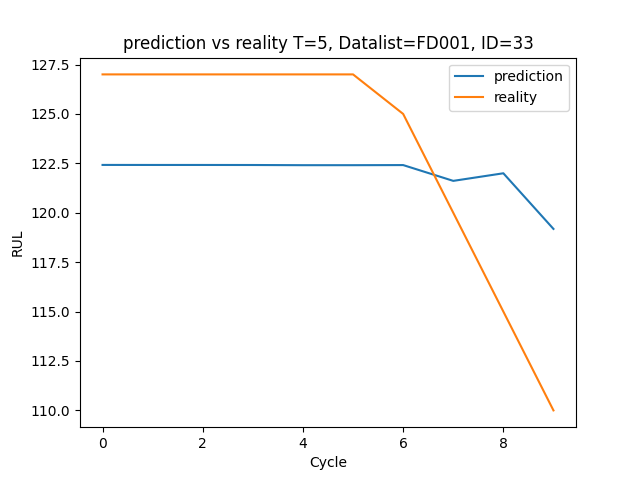 prediction vs reality T=5, Datalist=FD001, ID=33
prediction
reality
127.5
125.0
122.5
120.0
117.5
115.0
112.5
110.0
RUL
0 2 4 6 8
Cycle